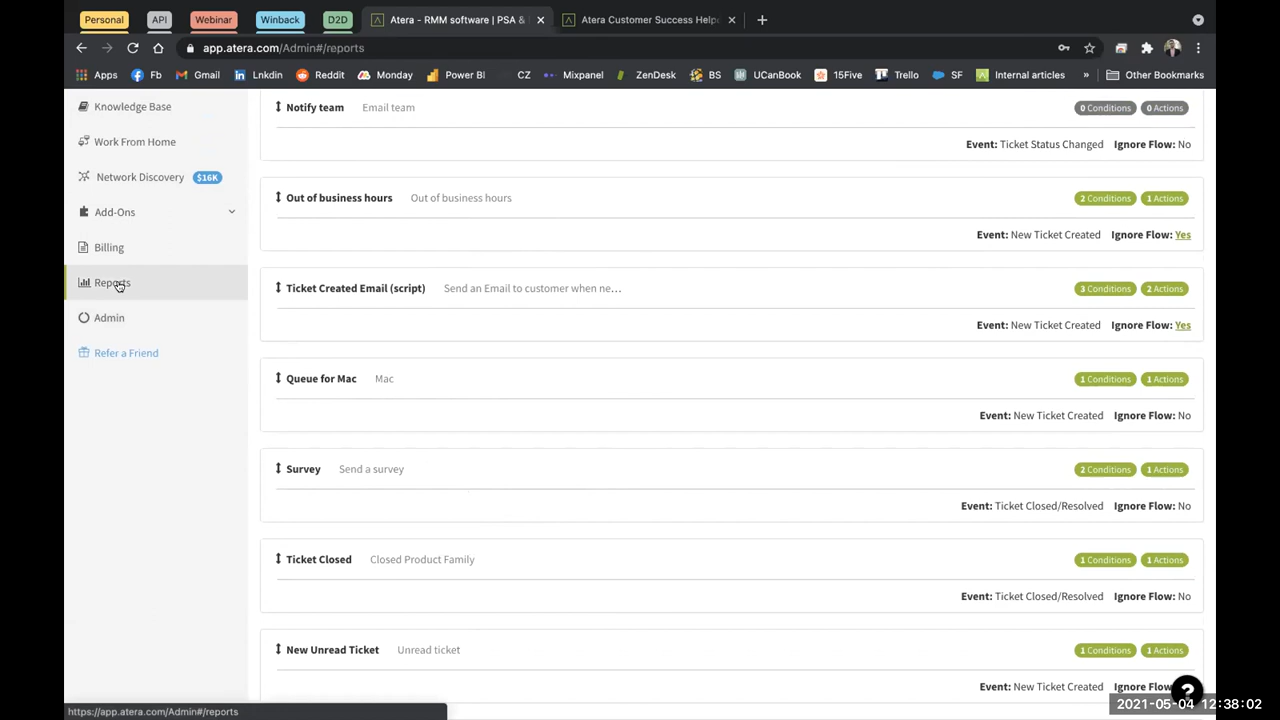 Personal API Webinar Winback D2D Atera - RMM software | PSA & Atera Customer Success Helpe
app.atera.com/Admin#/reports
Apps Fb Gmail Lnkdin Reddit Monday Power BI CZ Mixpanel ZenDesk BS UCBook 15Five Trello SF Internal articles » Other Bookmarks
Knowledge Base
Work From Home
Network Discovery $16K
Add-Ons
Billing
Reports
Admin
Refer a Friend
Notify team Email team 0 Conditions 0 Actions
Event: Ticket Status Changed Ignore Flow: No
Out of business hours Out of business hours 2 Conditions 1 Actions
Event: New Ticket Created Ignore Flow: Yes
Ticket Created Email (script) Send an Email to customer when ne... 3 Conditions 2 Actions
Event: New Ticket Created Ignore Flow: Yes
Queue for Mac Mac 1 Conditions 1 Actions
Event: New Ticket Created Ignore Flow: No
Survey Send a survey 2 Conditions 1 Actions
Event: Ticket Closed/Resolved Ignore Flow: No
Ticket Closed Closed Product Family 1 Conditions 1 Actions
Event: Ticket Closed/Resolved Ignore Flow: No
New Unread Ticket Unread ticket 1 Conditions 1 Actions
Event: New Ticket Created Ignore
?
https://app.atera.com/Admin#/reports
2021-05-04 12:38:02